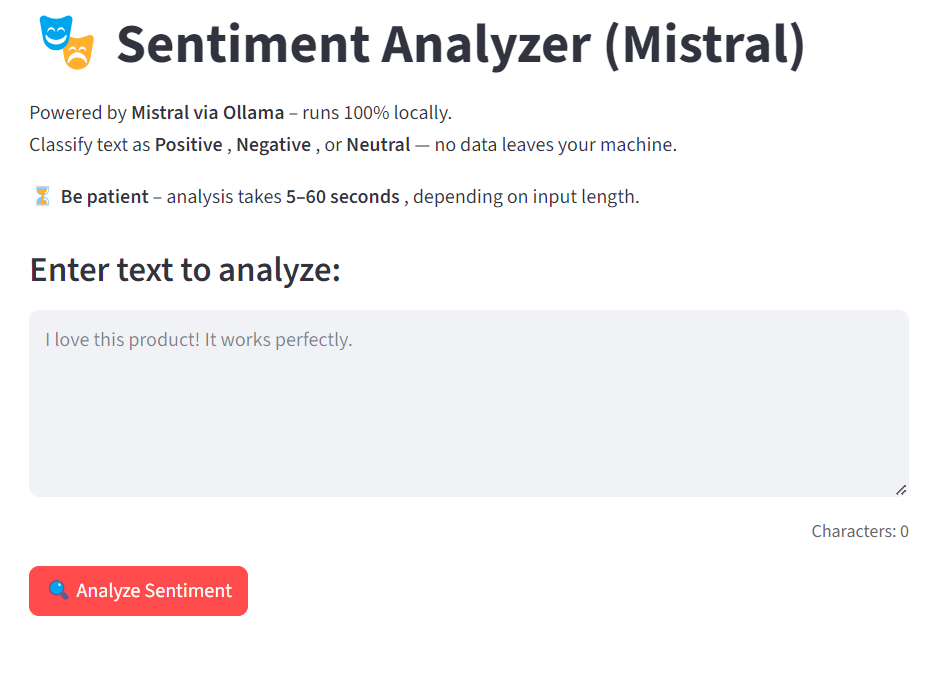 🎭 Sentiment Analyzer (Mistral)
Powered by Mistral via Ollama – runs 100% locally.
Classify text as Positive , Negative , or Neutral — no data leaves your machine.
⏳ Be patient – analysis takes 5–60 seconds , depending on input length.
Enter text to analyze:
I love this product! It works perfectly.
Characters: 0
🔍 Analyze Sentiment